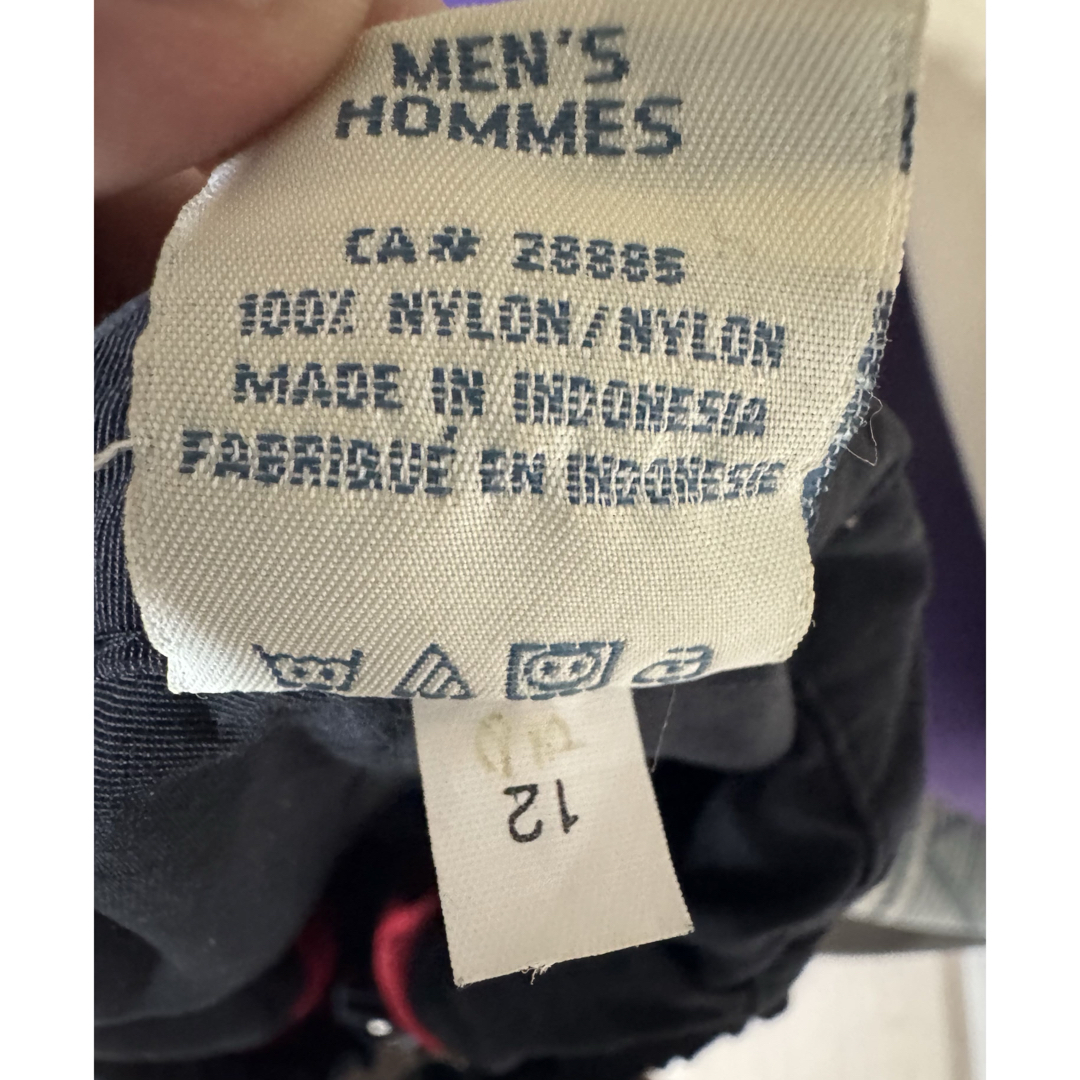 MEN'S
HOMMES
CA# 28885
100% NYLON/NYLON
MADE IN INDONESIA
FABRIQUÉ EN INDONESIE
12